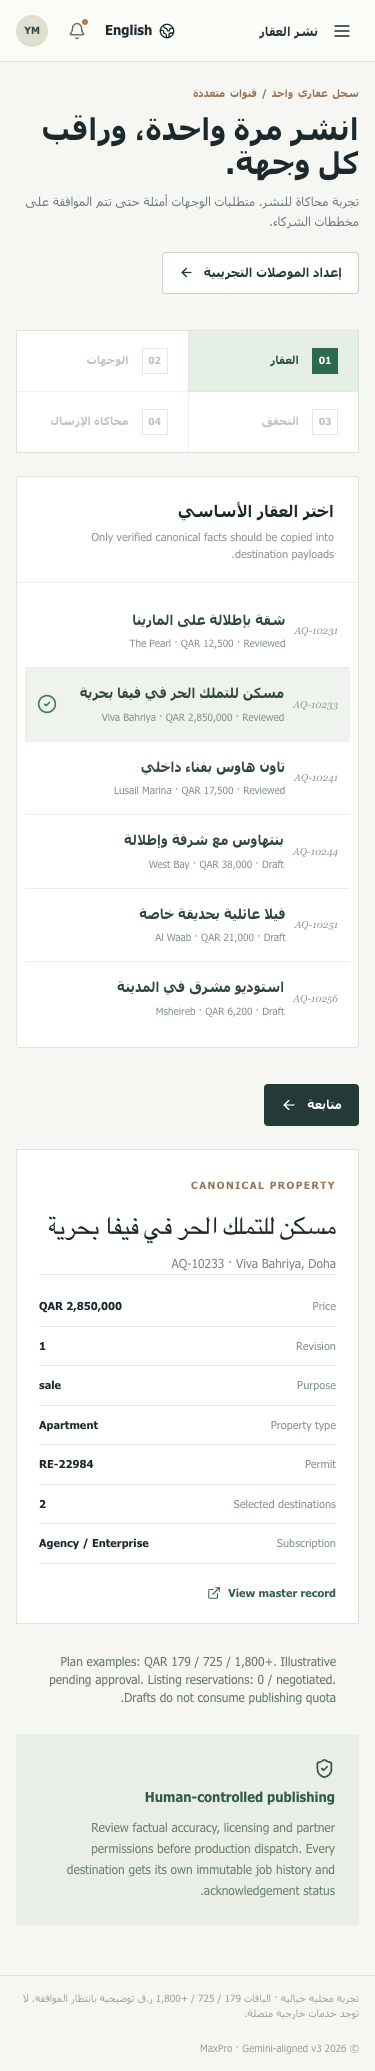 نشر العقار
English
YM
سجل عقاري واحد / قنوات متعددة
انشر مرة واحدة، وراقب
كل وجهة.
تجربة محاكاة للنشر. متطلبات الوجهات أمثلة حتى تتم الموافقة على
مخططات الشركاء.
إعداد الموصلات التجريبية
01 العقار
02 الوجهات
03 التحقق
04 محاكاة الإرسال
اختر العقار الأساسي
Only verified canonical facts should be copied into
destination payloads.
AQ-10231
شقة بإطلالة على المارينا
The Pearl · QAR 12,500 · Reviewed
AQ-10233
مسكن للتملك الحر في فيفا بحرية
Viva Bahriya · QAR 2,850,000 · Reviewed
AQ-10241
تاون هاوس بفناء داخلي
Lusail Marina · QAR 17,500 · Reviewed
AQ-10244
بنتهاوس مع شرفة وإطلالة
West Bay · QAR 38,000 · Draft
AQ-10251
فيلا عائلية بحديقة خاصة
Al Waab · QAR 21,000 · Draft
AQ-10256
استوديو مشرق في المدينة
Msheireb · QAR 6,200 · Draft
متابعة
CANONICAL PROPERTY
مسكن للتملك الحر في فيفا بحرية
AQ-10233 · Viva Bahriya, Doha
Price QAR 2,850,000
Revision 1
Purpose sale
Property type Apartment
Permit RE-22984
Selected destinations 2
Subscription Agency / Enterprise
View master record
Plan examples: QAR 179 / 725 / 1,800+. Illustrative
pending approval. Listing reservations: 0 / negotiated.
Drafts do not consume publishing quota.
Human-controlled publishing
Review factual accuracy, licensing and partner
permissions before production dispatch. Every
destination gets its own immutable job history and
acknowledgement status.
تجربة محلية خيالية · الباقات 179 / 725 / 1,800+ ر.ق توضيحية بانتظار الموافقة. لا
توجد خدمات خارجية متصلة.
© 2026 MaxPro · Gemini-aligned v3